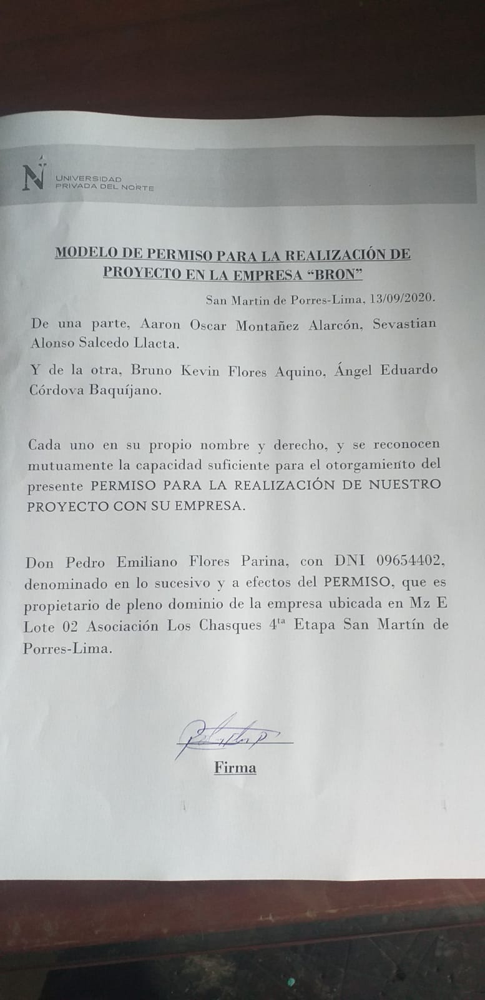 UNIVERSIDAD
PRIVADA DEL NORTE
MODELO DE PERMISO PARA LA REALIZACIÓN DE
PROYECTO EN LA EMPRESA “BRON”
San Martin de Porres-Lima, 13/09/2020.
De una parte, Aaron Oscar Montañez Alarcón, Sevastian
Alonso Salcedo Llacta.
Y de la otra, Bruno Kevin Flores Aquino, Ángel Eduardo
Córdova Baquíjano.
Cada uno en su propio nombre y derecho, y se reconocen
mutuamente la capacidad suficiente para el otorgamiento del
presente PERMISO PARA LA REALIZACIÓN DE NUESTRO
PROYECTO CON SU EMPRESA.
Don Pedro Emiliano Flores Parina, con DNI 09654402,
denominado en lo sucesivo y a efectos del PERMISO, que es
propietario de pleno dominio de la empresa ubicada en Mz E
Lote 02 Asociación Los Chasques 4ta Etapa San Martín de
Porres-Lima.
Firma